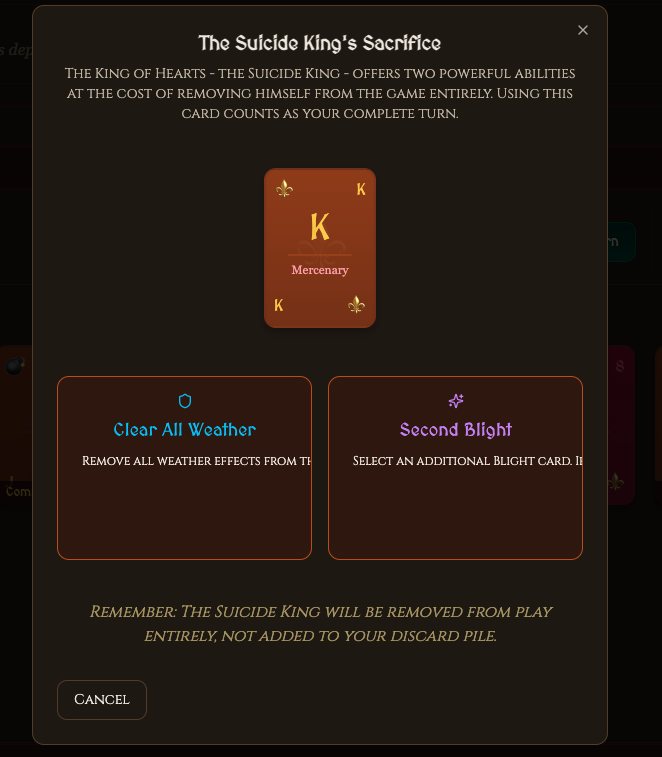 The Suicide King's Sacrifice
The King of Hearts - the Suicide King - offers two powerful abilities
at the cost of removing himself from the game entirely. Using this
card counts as your complete turn.
K
K
Mercenary
K
Clear All Weather
Second Blight
Remove all weather effects from th
Select an additional Blight card. If
Remember: The Suicide King will be removed from play
entirely, not added to your discard pile.
Cancel
8